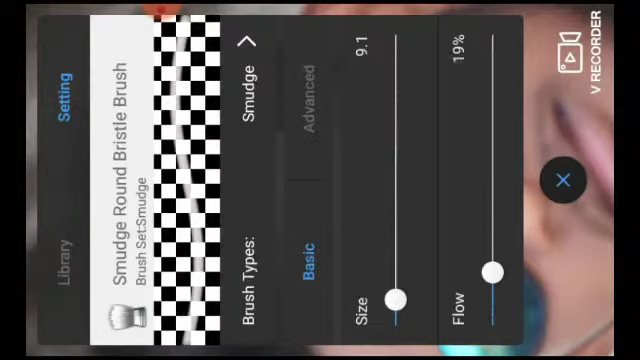 Library
Setting
Smudge Round Bristle Brush
Brush Set:Smudge
Brush Types:
Smudge
Basic
Advanced
Size
9.1
Flow
19%
V RECORDER